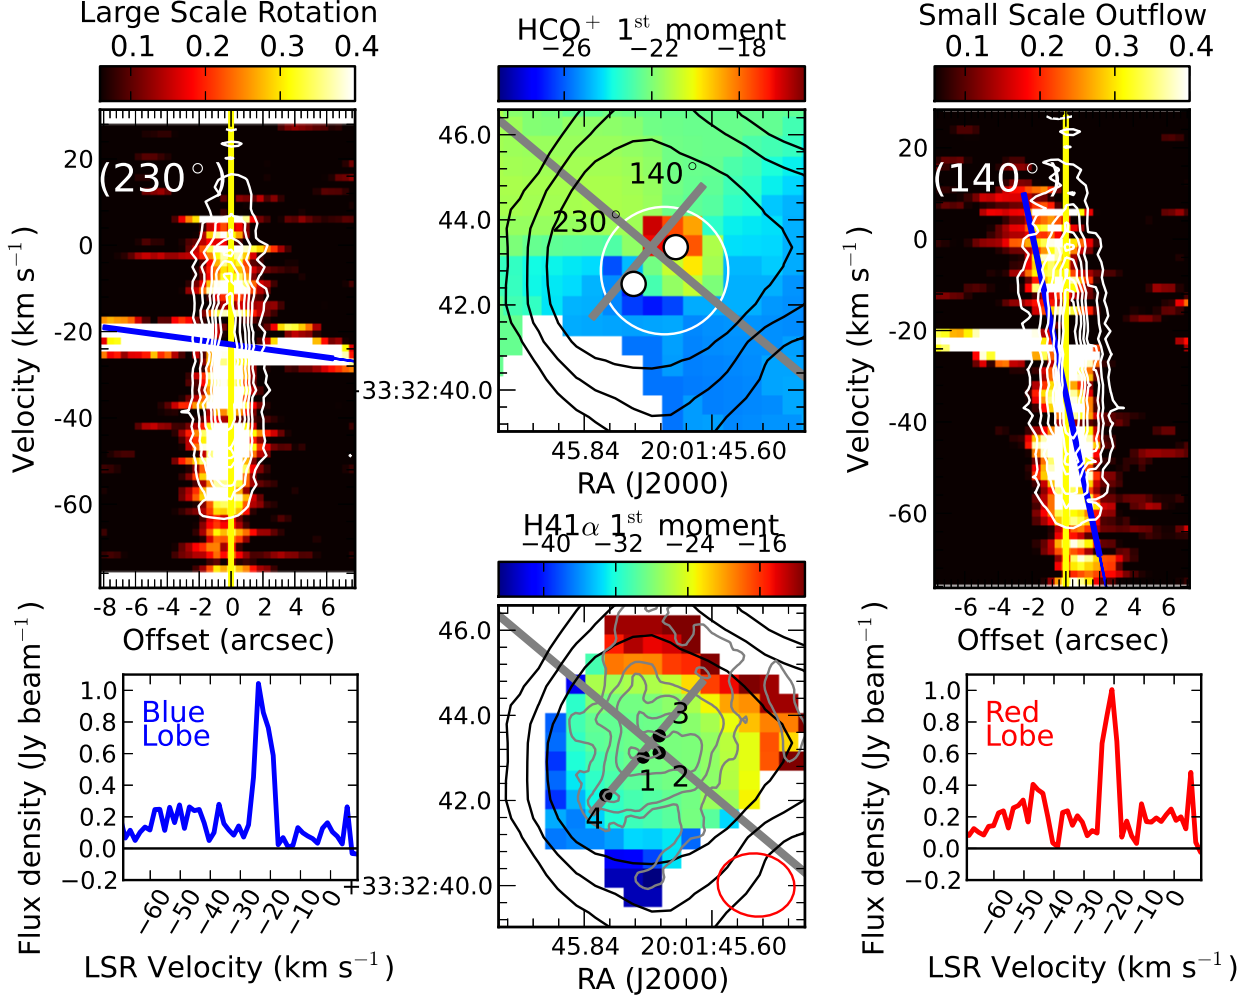 Large Scale Rotation
0.1 0.2 0.3 0.4
(230°)
20
0
-20
-40
-60
Velocity (km s⁻¹)
-8 -6 -4 -2 0 2 4 6
Offset (arcsec)
HCO⁺ 1ˢᵗ moment
−26 −22 −18
46.0
44.0
42.0
-33:32:40.0
140°
230°
45.84 20:01:45.60
RA (J2000)
Small Scale Outflow
0.1 0.2 0.3 0.4
(140°)
20
0
-20
-40
-60
Velocity (km s⁻¹)
-6 -4 -2 0 2 4 6
Offset (arcsec)
Blue
Lobe
1.0
0.8
0.6
0.4
0.2
0.0
−0.2
Flux density (Jy beam⁻¹)
−60 −50 −40 −30 −20 −10 0
LSR Velocity (km s⁻¹)
H41α 1ˢᵗ moment
−40 −32 −24 −16
46.0
44.0
42.0
+33:32:40.0
3
1
2
4
45.84 20:01:45.60
RA (J2000)
Red
Lobe
1.0
0.8
0.6
0.4
0.2
0.0
−0.2
Flux density (Jy beam⁻¹)
−60 −50 −40 −30 −20 −10 0
LSR Velocity (km s⁻¹)